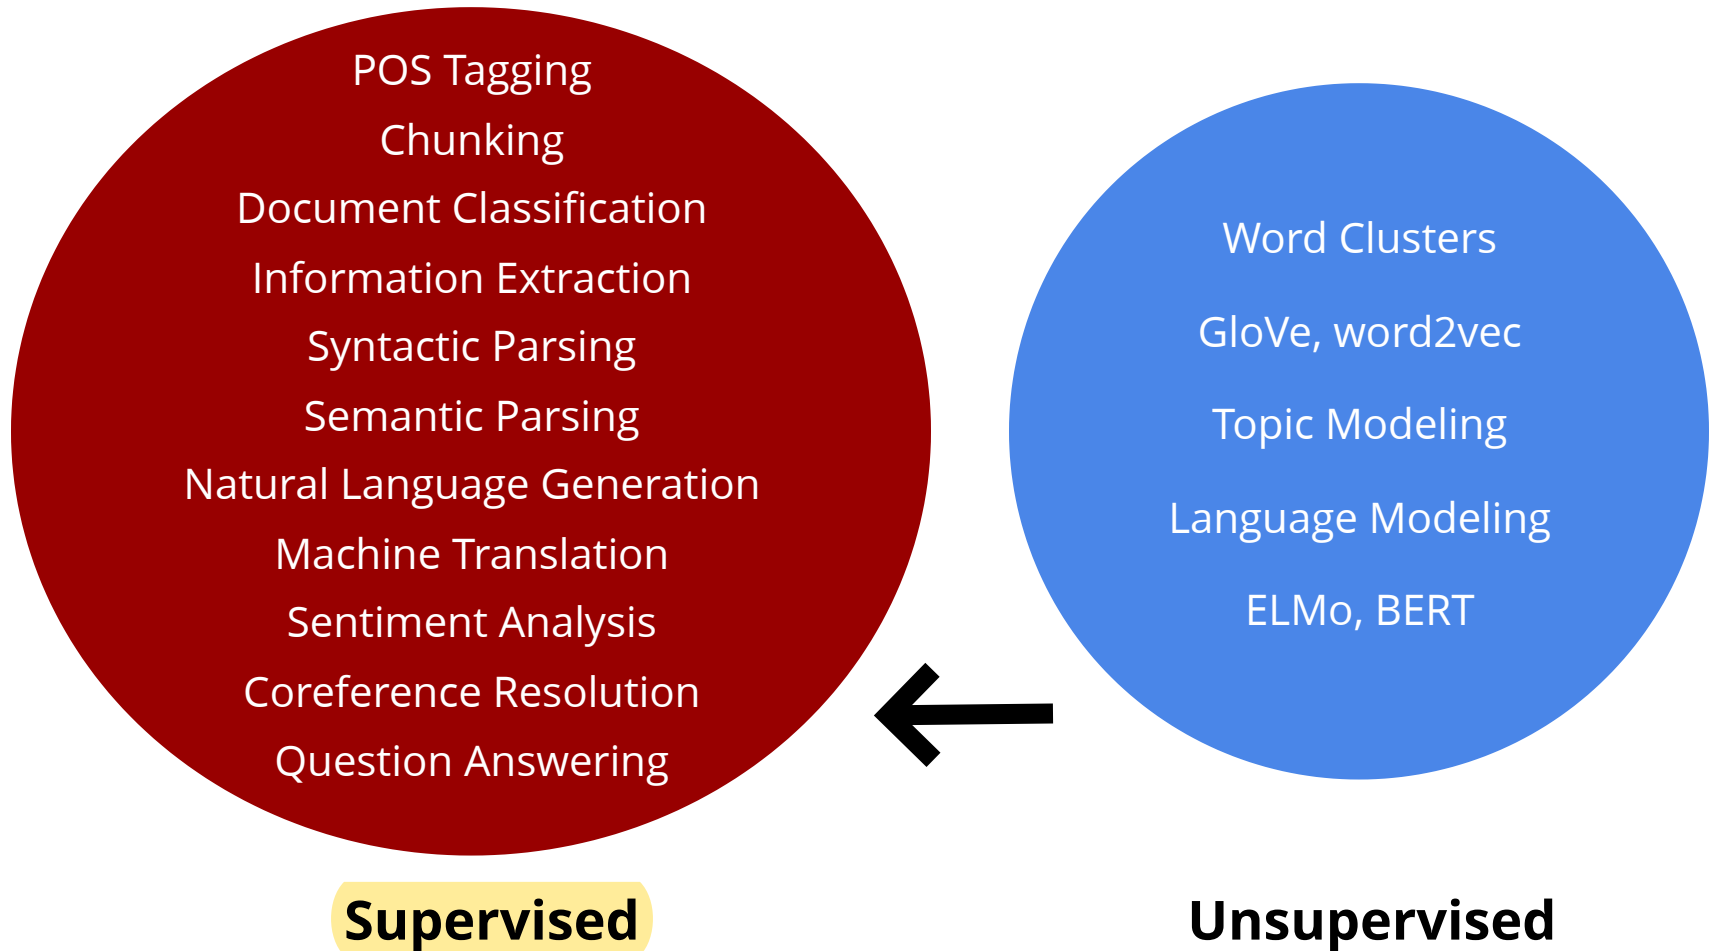 POS Tagging
Chunking
Document Classification
Information Extraction
Syntactic Parsing
Semantic Parsing
Natural Language Generation
Machine Translation
Sentiment Analysis
Coreference Resolution
Question Answering
Supervised
Word Clusters
GloVe, word2vec
Topic Modeling
Language Modeling
ELMo, BERT
Unsupervised